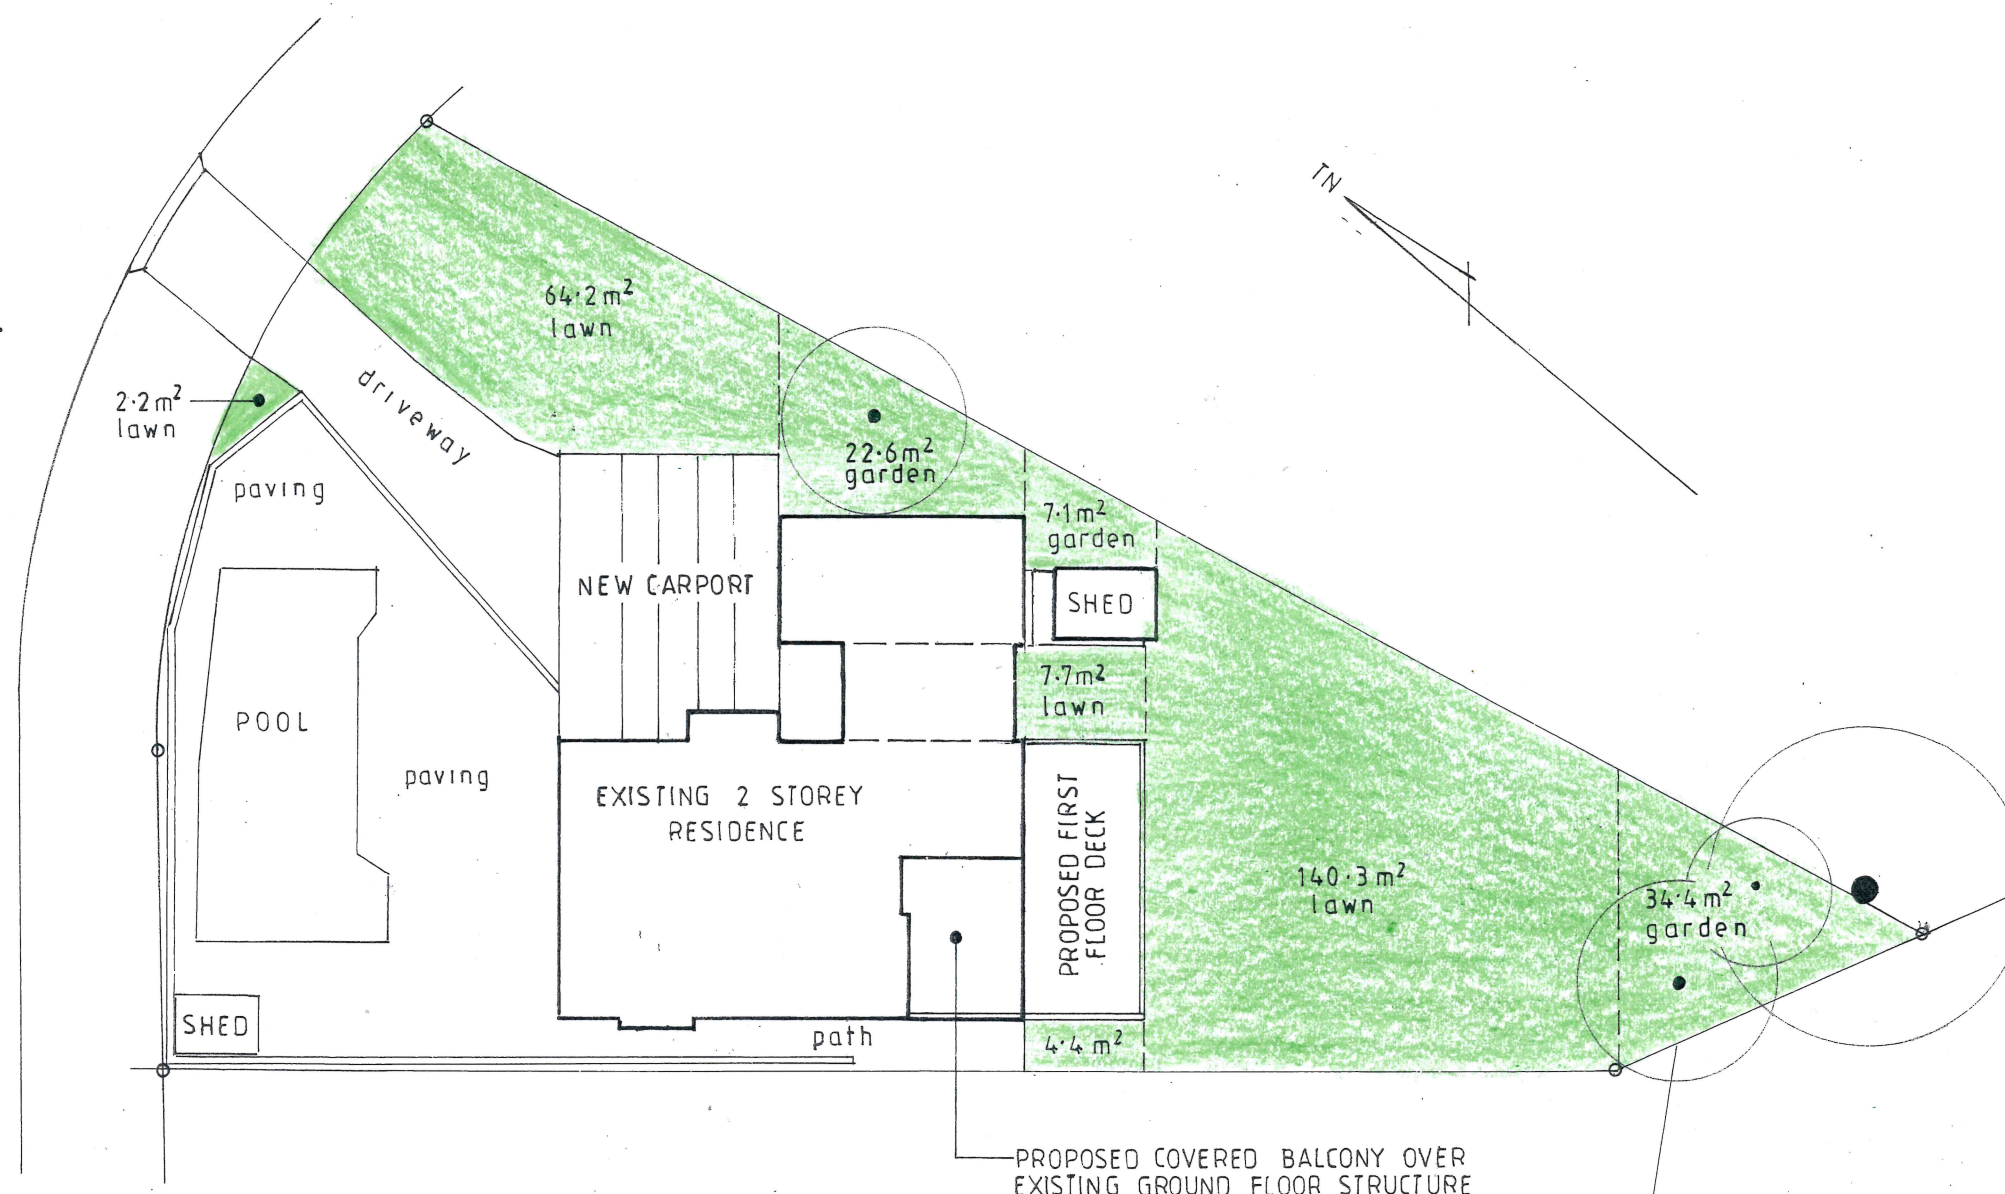 TN
64·2m²
lawn
2·2m²
lawn
driveway
22·6m²
garden
paving
7·1m²
garden
NEW CARPORT
SHED
7·7m²
lawn
POOL
paving
EXISTING 2 STOREY
RESIDENCE
PROPOSED FIRST
FLOOR DECK
140·3m²
lawn
34·4m²
garden
SHED
path
4·4m²
PROPOSED COVERED BALCONY OVER
EXISTING GROUND FLOOR STRUCTURE